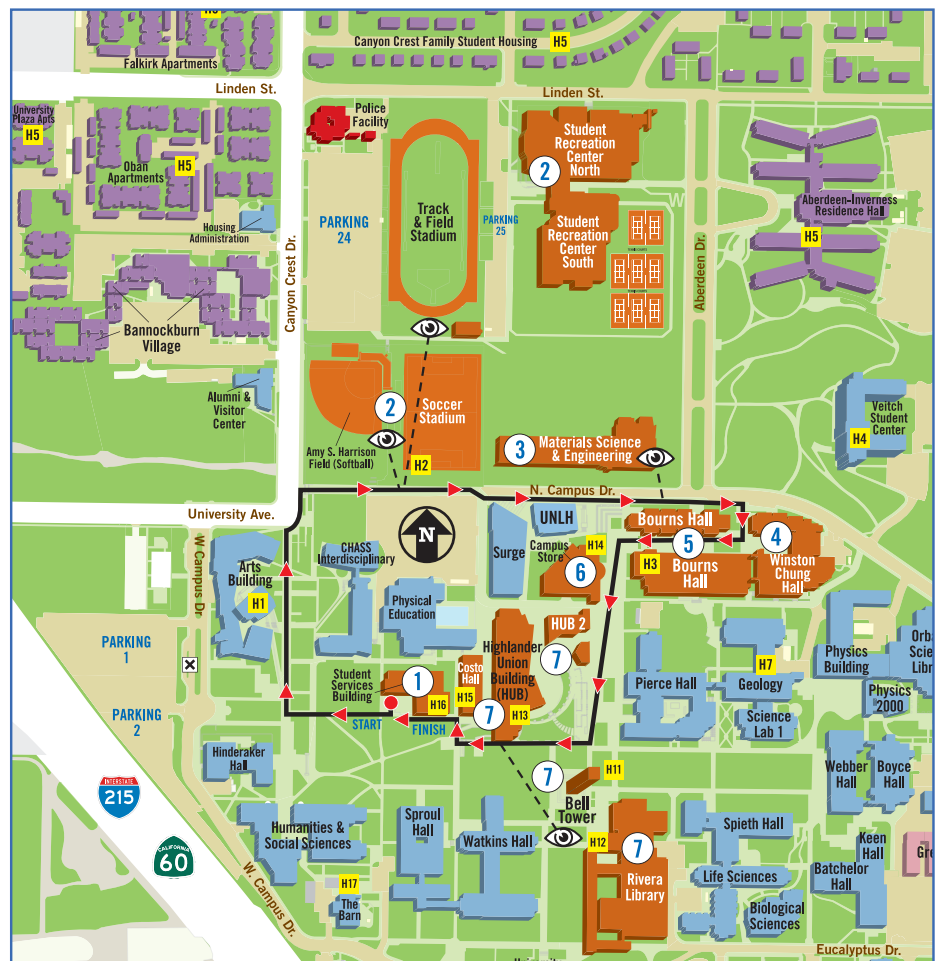 H5
Falkirk Apartments
Canyon Crest Family Student Housing
H5
Linden St.
Linden St.
University
Plaza Apts
H5
Oban
Apartments
H5
Police
Facility
Housing
Administration
Canyon Crest Dr.
PARKING
24
Track
& Field
Stadium
PARKING
25
Student
Recreation
Center
North
2
Student
Recreation
Center
South
W
Aberdeen Dr.
Aberdeen-Inverness
Residence Hall
H5
Bannockburn
Village
Alumni &
Visitor
Center
2
Soccer
Stadium
Amy S. Harrison
Field (Softball)
H2
3
Materials Science
& Engineering
Veitch
Student
Center
H4
N. Campus Dr.
University Ave.
W. Campus Dr.
N
Surge
UNLH
Campus
Store
H14
6
Bourns Hall
5
H3
Bourns
Hall
4
Winston
Chung
Hall
CHASS
Interdisciplinary
Arts
Building
H1
Physical
Education
HUB 2
Highlander
Union
Building
(HUB)
7
H13
7
Costo
Hall
H15
Student
Services
Building
1
H16
START
FINISH
PARKING
1
PARKING
2
Pierce Hall
H7
Geology
Science
Lab 1
Physics
Building
Physics
2000
Hinderaker
Hall
INTERSTATE
215
CALIFORNIA
60
Humanities &
Social Sciences
H17
The
Barn
W. Campus Dr.
Sproul
Hall
Watkins Hall
7
H11
Bell
Tower
H12
7
Rivera
Library
Spieth Hall
Life Sciences
Biological
Sciences
Webber
Hall
Boyce
Hall
Keen
Hall
Batchelor
Hall
Eucalyptus Dr.